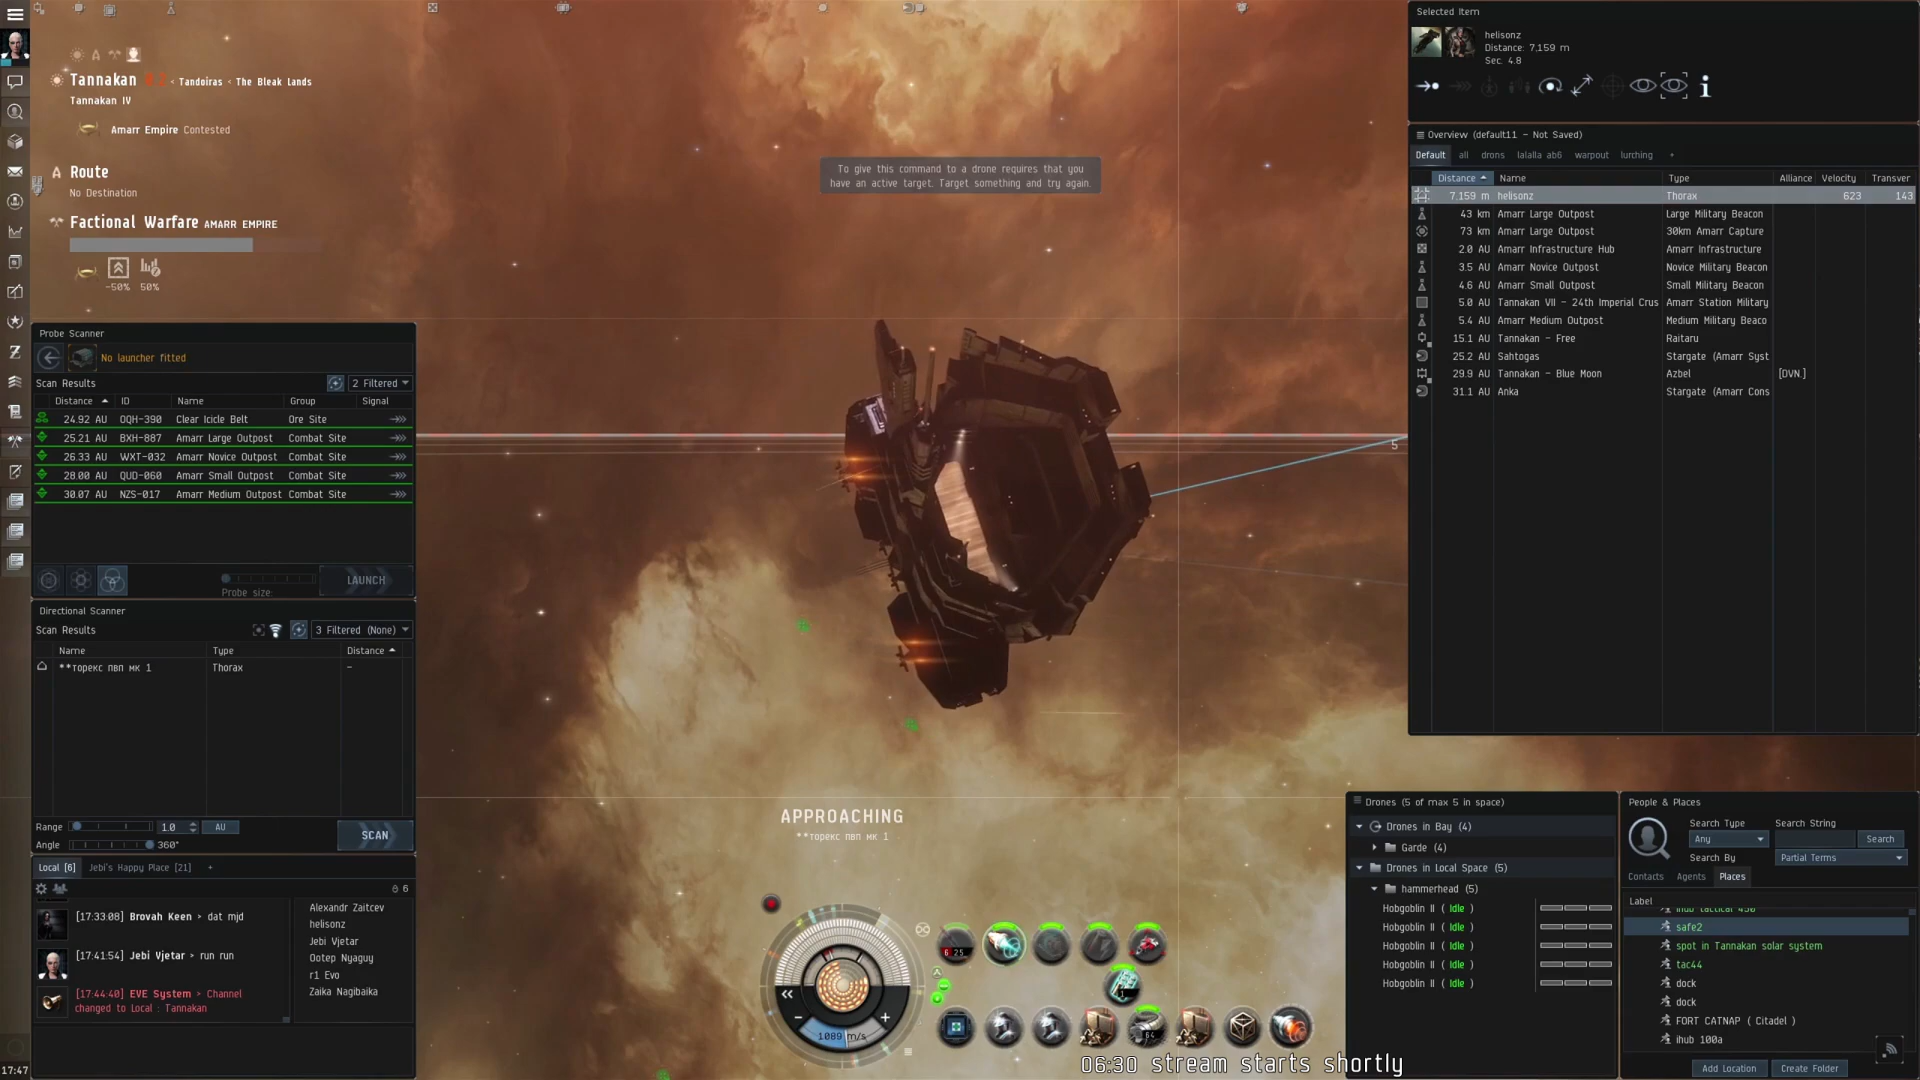 Tannakan < Tandoiras < The Bleak Lands
Tannakan IV
Amarr Empire Contested
Route
No Destination
Factional Warfare AMARR EMPIRE
-50% 50%
Probe Scanner
No launcher fitted
Scan Results
2 Filtered
Distance ID Name Group Signal
24.92 AU OQH-390 Clear Icicle Belt Ore Site
25.21 AU BXH-887 Amarr Large Outpost Combat Site
26.33 AU WXT-032 Amarr Novice Outpost Combat Site
28.00 AU QUD-060 Amarr Small Outpost Combat Site
30.07 AU NZS-017 Amarr Medium Outpost Combat Site
Probe size:
LAUNCH
Directional Scanner
Scan Results
3 Filtered (None)
Name Type Distance
**торекс пвп мк 1 Thorax -
Range 1.0 AU
Angle 360°
SCAN
Local [6] Jebi's Happy Place [21] +
6
[17:33:08] Brovah Keen > dat mjd
[17:41:54] Jebi Vjetar > run run
[17:44:40] EVE System > Channel
changed to Local : Tannakan
Alexandr Zaitcev
helisonz
Jebi Vjetar
Ootep Nyaguy
r1 Evo
Zaika Nagibaika
17:47
To give this command to a drone requires that you
have an active target. Target something and try again.
5
APPROACHING
**торекс пвп мк 1
1089 m/s
6 25
1
64
06:30 stream starts shortly
Selected Item
helisonz
Distance: 7,159 m
Sec. 4.8
Overview (default11 - Not Saved)
Default all drons lalalla ab6 warpout lurching +
Distance Name Type Alliance Velocity Transver
7,159 m helisonz Thorax 623 143
43 km Amarr Large Outpost Large Military Beacon
73 km Amarr Large Outpost 30km Amarr Capture
2.0 AU Amarr Infrastructure Hub Amarr Infrastructure
3.5 AU Amarr Novice Outpost Novice Military Beacon
4.6 AU Amarr Small Outpost Small Military Beacon
5.0 AU Tannakan VII - 24th Imperial Crus Amarr Station Military
5.4 AU Amarr Medium Outpost Medium Military Beaco
15.1 AU Tannakan - Free Raitaru
25.2 AU Sahtogas Stargate (Amarr Syst
29.9 AU Tannakan - Blue Moon Azbel [DVN.]
31.1 AU Anka Stargate (Amarr Cons
Drones (5 of max 5 in space)
Drones in Bay (4)
Garde (4)
Drones in Local Space (5)
hammerhead (5)
Hobgoblin II ( Idle )
Hobgoblin II ( Idle )
Hobgoblin II ( Idle )
Hobgoblin II ( Idle )
Hobgoblin II ( Idle )
People & Places
Search Type Search String
Any Search
Search By Partial Terms
Contacts Agents Places
Label
safe2
spot in Tannakan solar system
tac44
dock
dock
FORT CATNAP ( Citadel )
ihub 100a
Add Location Create Folder